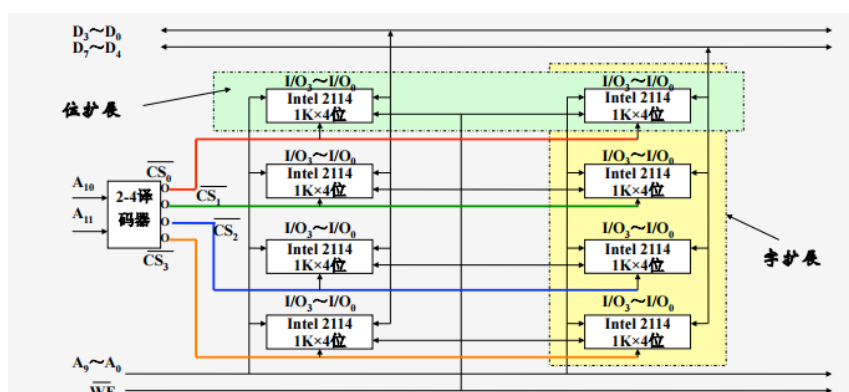 D₃～D₀
D₇～D₄
I/O₃～I/O₀
Intel 2114
1K×4位
I/O₃～I/O₀
Intel 2114
1K×4位
位扩展
I/O₃～I/O₀
Intel 2114
1K×4位
I/O₃～I/O₀
Intel 2114
1K×4位
A₁₀
A₁₁
2-4译
码器
CS₀
CS₁
CS₂
CS₃
I/O₃～I/O₀
Intel 2114
1K×4位
I/O₃～I/O₀
Intel 2114
1K×4位
字扩展
I/O₃～I/O₀
Intel 2114
1K×4位
I/O₃～I/O₀
Intel 2114
1K×4位
A₉～A₀
WE